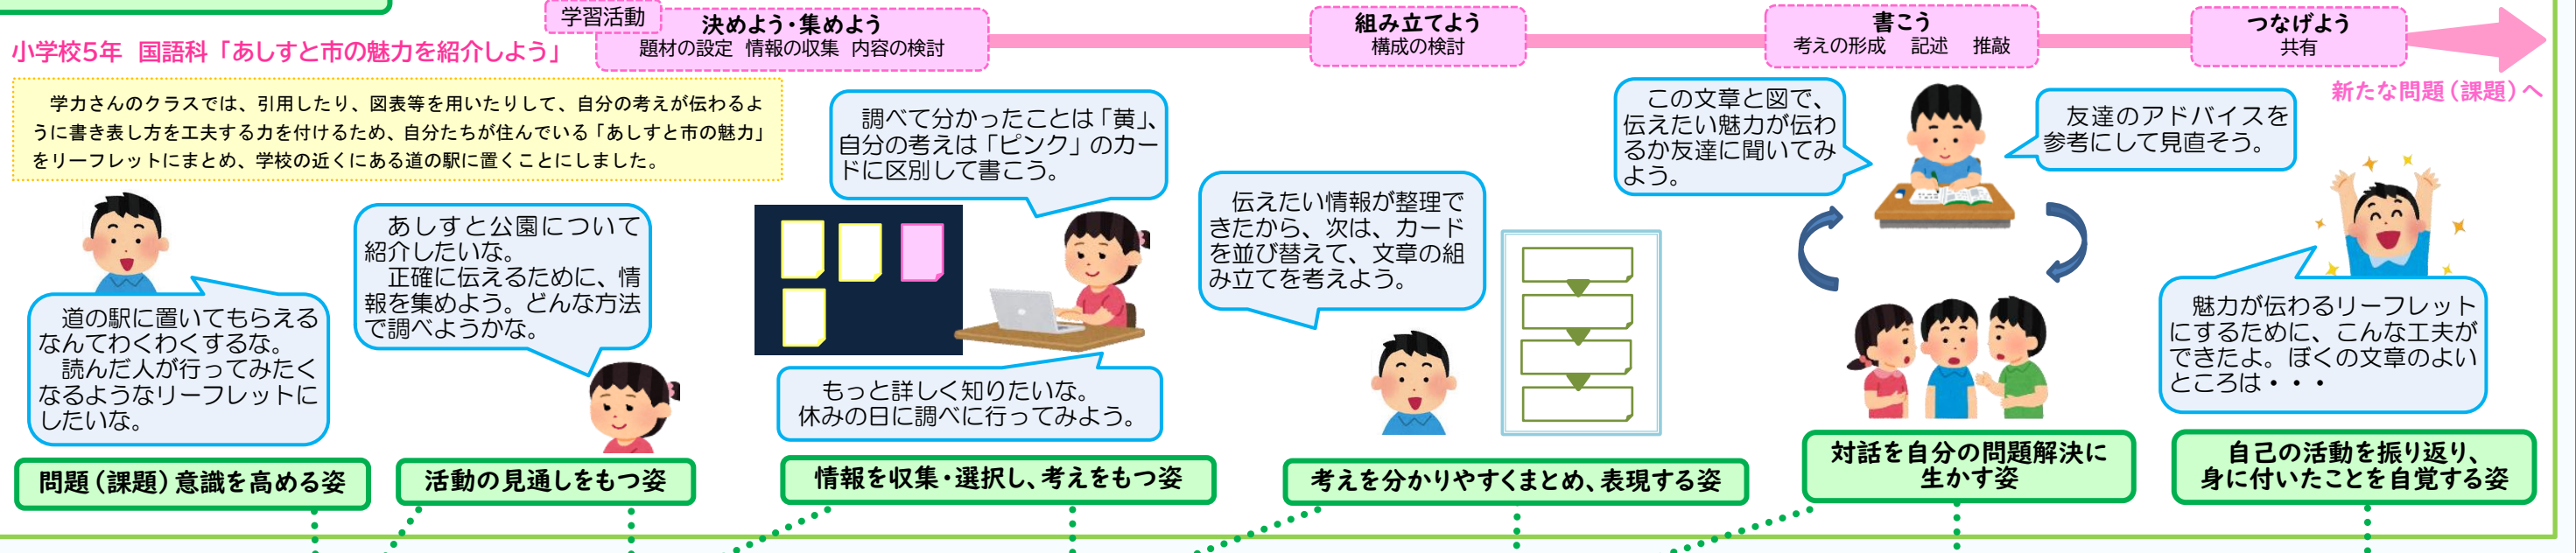 学習活動
決めよう・集めよう
題材の設定　情報の収集　内容の検討
組み立てよう
構成の検討
書こう
考えの形成　記述　推敲
つなげよう
共有
新たな問題（課題）へ
小学校5年　国語科「あしすと市の魅力を紹介しよう」
　学力さんのクラスでは、引用したり、図表等を用いたりして、自分の考えが伝わるよ
うに書き表し方を工夫する力を付けるため、自分たちが住んでいる「あしすと市の魅力」
をリーフレットにまとめ、学校の近くにある道の駅に置くことにしました。
　道の駅に置いてもらえる
なんてわくわくするな。
　読んだ人が行ってみたく
なるようなリーフレットに
したいな。
　あしすと公園について
紹介したいな。
　正確に伝えるために、情
報を集めよう。どんな方法
で調べようかな。
　調べて分かったことは「黄」、
自分の考えは「ピンク」のカー
ドに区別して書こう。
　もっと詳しく知りたいな。
休みの日に調べに行ってみよう。
　伝えたい情報が整理で
きたから、次は、カード
を並び替えて、文章の組
み立てを考えよう。
　この文章と図で、
伝えたい魅力が伝わ
るか友達に聞いてみ
よう。
　友達のアドバイスを
参考にして見直そう。
　魅力が伝わるリーフレット
にするために、こんな工夫が
できたよ。ぼくの文章のよい
ところは・・・
問題（課題）意識を高める姿
活動の見通しをもつ姿
情報を収集・選択し、考えをもつ姿
考えを分かりやすくまとめ、表現する姿
対話を自分の問題解決に
生かす姿
自己の活動を振り返り、
身に付いたことを自覚する姿